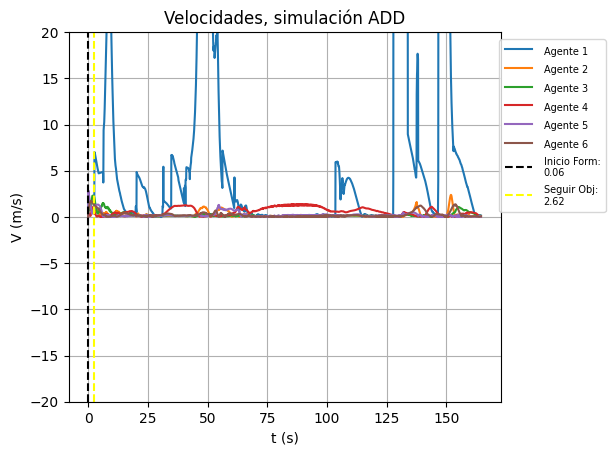 Velocidades, simulación ADD
20
15
10
5
0
−5
−10
−15
−20
V (m/s)
0
25
50
75
100
125
150
t (s)
Agente 1
Agente 2
Agente 3
Agente 4
Agente 5
Agente 6
Inicio Form:
0.06
Seguir Obj:
2.62